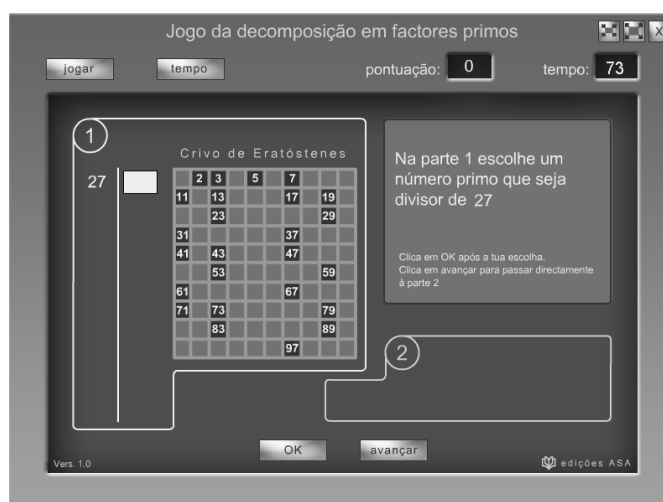 Jogo da decomposição em factores primos
X
jogar tempo pontuação: 0 tempo: 73
1
Crivo de Eratóstenes
27
2 3 5 7
11 13 17 19
23 29
31 37
41 43 47
53 59
61 67
71 73 79
83 89
97
Na parte 1 escolhe um
número primo que seja
divisor de 27
Clica em OK após a tua escolha.
Clica em avançar para passar directamente
à parte 2
2
OK avançar
Vers. 1.0 edições ASA